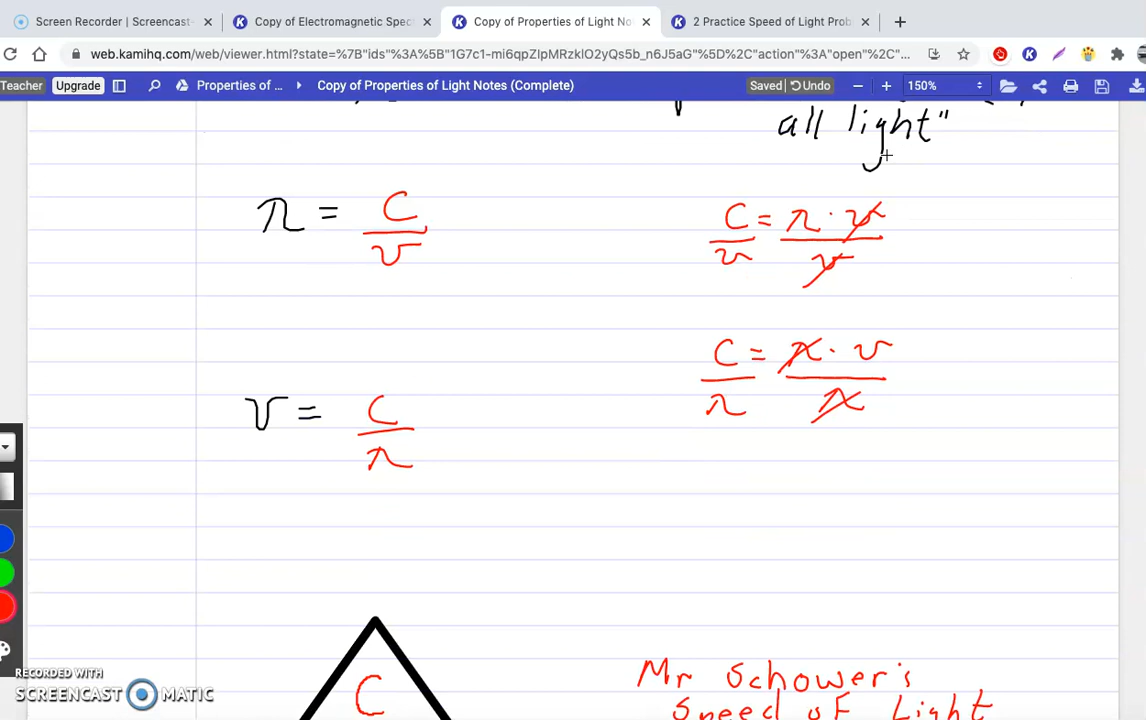 Screen Recorder | Screencast-
Copy of Electromagnetic Spec
Copy of Properties of Light No
2 Practice Speed of Light Prob
web.kamihq.com/web/viewer.html?state=%7B"ids"%3A%5B"1G7c1-mi6qpZIpMRzklO2yQs5b_n6J5aG"%5D%2C"action"%3A"open"%2C"...
Teacher
Upgrade
Properties of ...
Copy of Properties of Light Notes (Complete)
Saved
Undo
150%
all light"
λ = C/ν
C/ν = λ · ν/ν
C/λ = λ · ν/λ
ν = C/λ
C
Mr Schower's
Speed of Light
RECORDED WITH
SCREENCAST MATIC